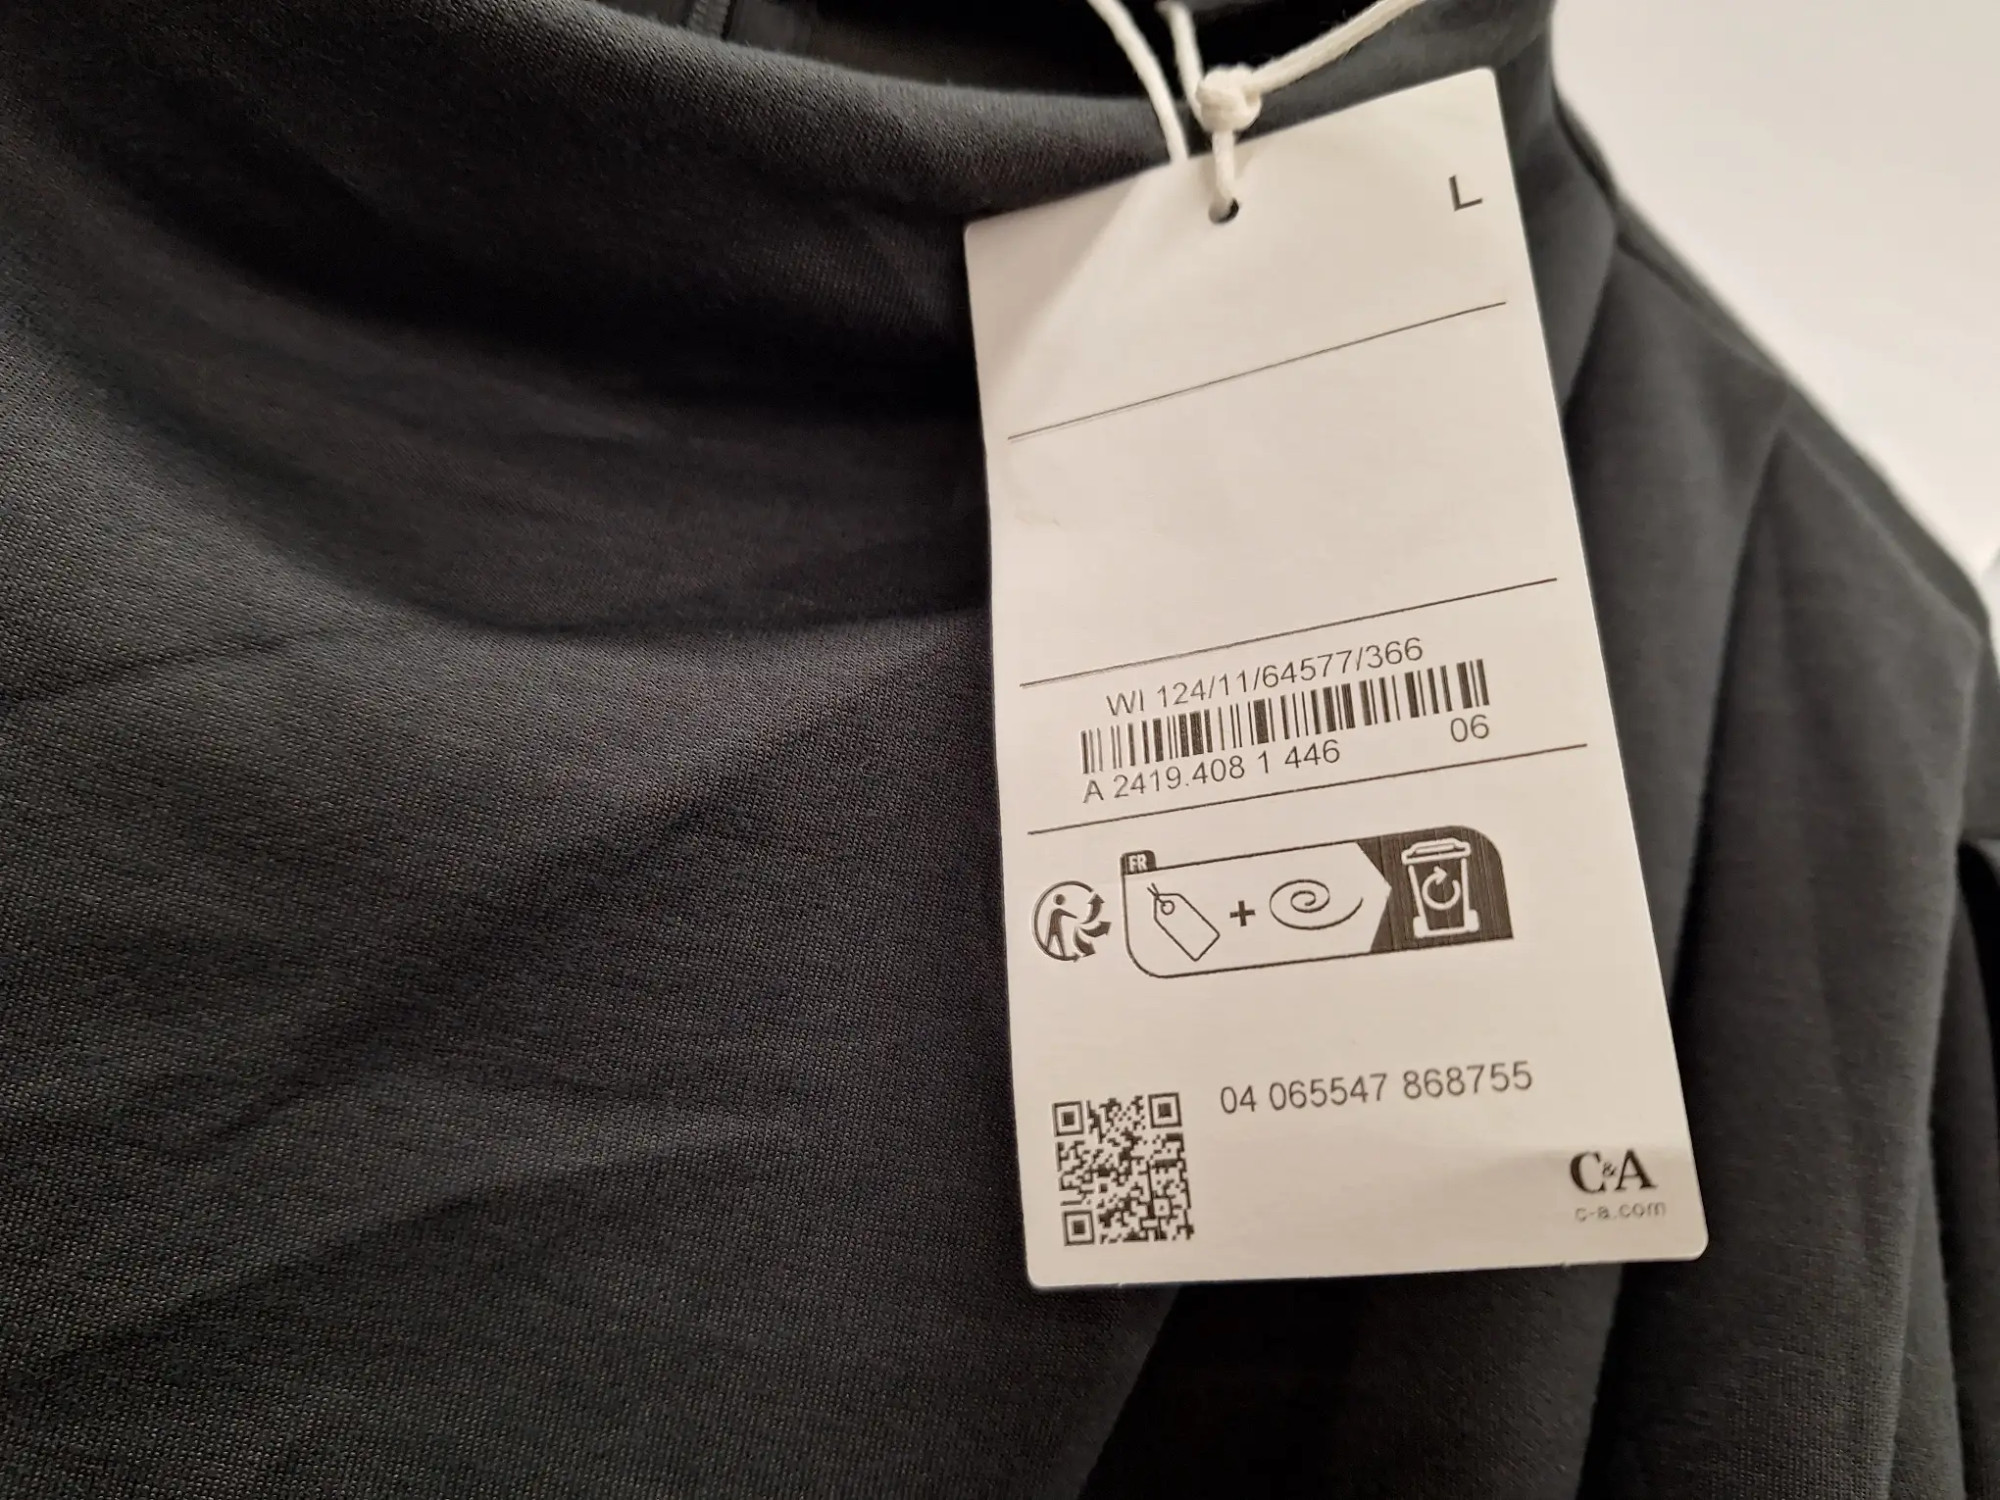 L
WI 124/11/64577/366
A 2419.408 1 446 06
FR
+
04 065547 868755
C&A
c-a.com